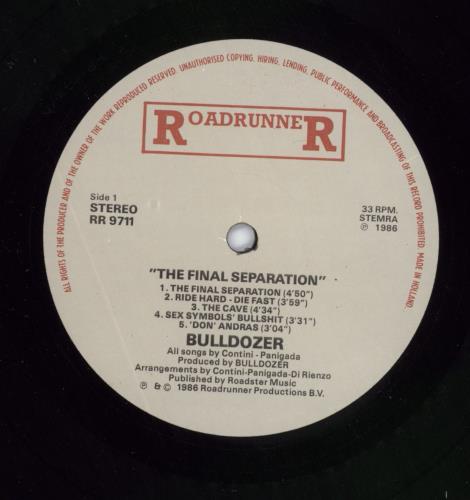 ALL RIGHTS OF THE PRODUCER AND OF THE OWNER OF THE WORK REPRODUCED RESERVED. UNAUTHORISED COPYING, HIRING, LENDING, PUBLIC PERFORMANCE AND BROADCASTING OF THIS RECORD PROHIBITED. MADE IN HOLLAND.
ROADRUNNER
Side 1
STEREO
RR 9711
33 RPM.
STEMRA
℗ 1986
"THE FINAL SEPARATION"
1. THE FINAL SEPARATION (4'50")
2. RIDE HARD - DIE FAST (3'59")
3. THE CAVE (4'34")
4. SEX SYMBOLS' BULLSHIT (3'31")
5. 'DON' ANDRAS (3'04")
BULLDOZER
All songs by Contini - Panigada
Produced by BULLDOZER
Arrangements by Contini-Panigada-Di Rienzo
Published by Roadster Music
℗ & © 1986 Roadrunner Productions B.V.